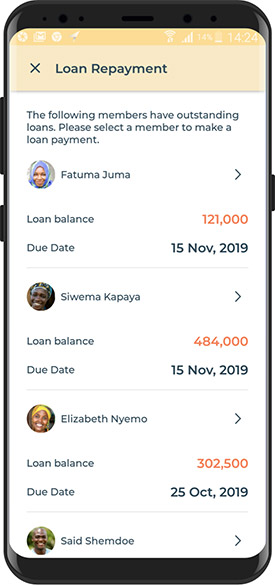 14% 14:24
Loan Repayment
The following members have outstanding
loans. Please select a member to make a
loan payment.
Fatuma Juma
Loan balance 121,000
Due Date 15 Nov, 2019
Siwema Kapaya
Loan balance 484,000
Due Date 15 Nov, 2019
Elizabeth Nyemo
Loan balance 302,500
Due Date 25 Oct, 2019
Said Shemdoe